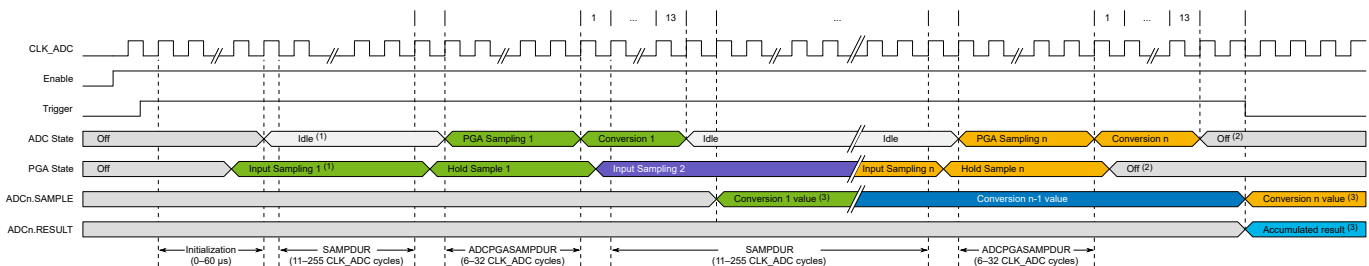 1 ... 13 ... 1 ... 13
CLK_ADC
Enable
Trigger
ADC State Off Idle (1) PGA Sampling 1 Conversion 1 Idle Idle PGA Sampling n Conversion n Off (2)
PGA State Off Input Sampling 1 (1) Hold Sample 1 Input Sampling 2 Input Sampling n Hold Sample n Off (2)
ADCn.SAMPLE Conversion 1 value (3) Conversion n-1 value Conversion n value (3)
ADCn.RESULT Accumulated result (3)
Initialization SAMPDUR ADCPGASAMPDUR SAMPDUR ADCPGASAMPDUR
(0–60 µs) (11–255 CLK_ADC cycles) (6–32 CLK_ADC cycles) (11–255 CLK_ADC cycles) (6–32 CLK_ADC cycles)